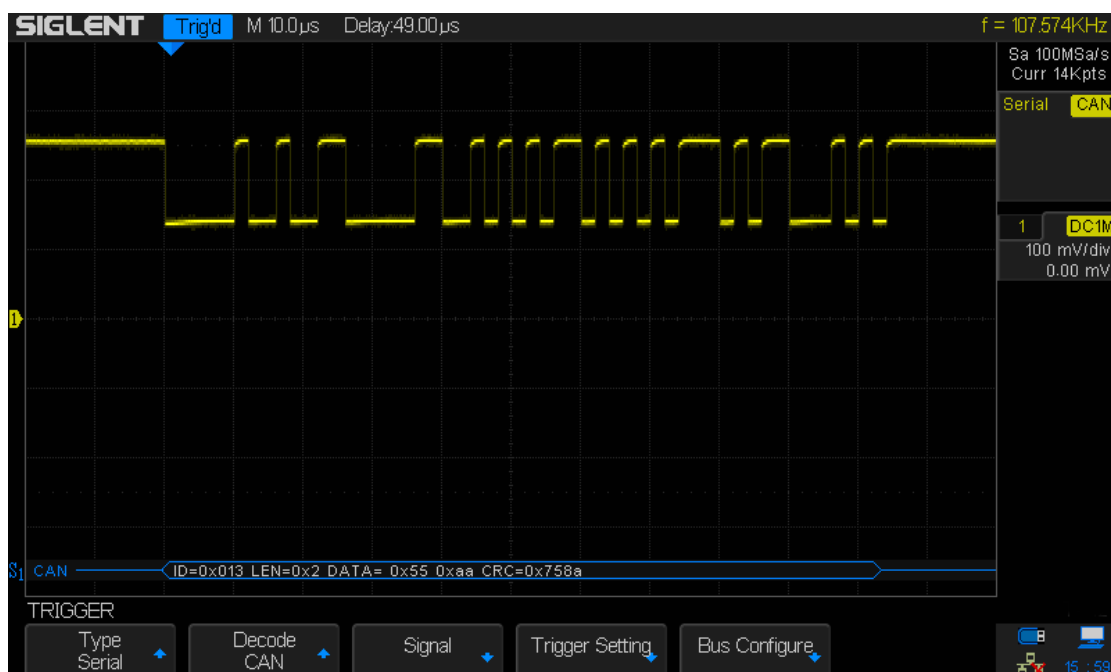 SIGLENT Trig'd M 10.0µs Delay:49.00µs f = 107.574KHz
Sa 100MSa/s
Curr 14Kpts
Serial CAN
1 DC1M
100 mV/div
0.00 mV
1
S1 CAN ID=0x013 LEN=0x2 DATA= 0x55 0xaa CRC=0x758a
TRIGGER
Type Decode Signal Trigger Setting Bus Configure
Serial CAN
15 : 59